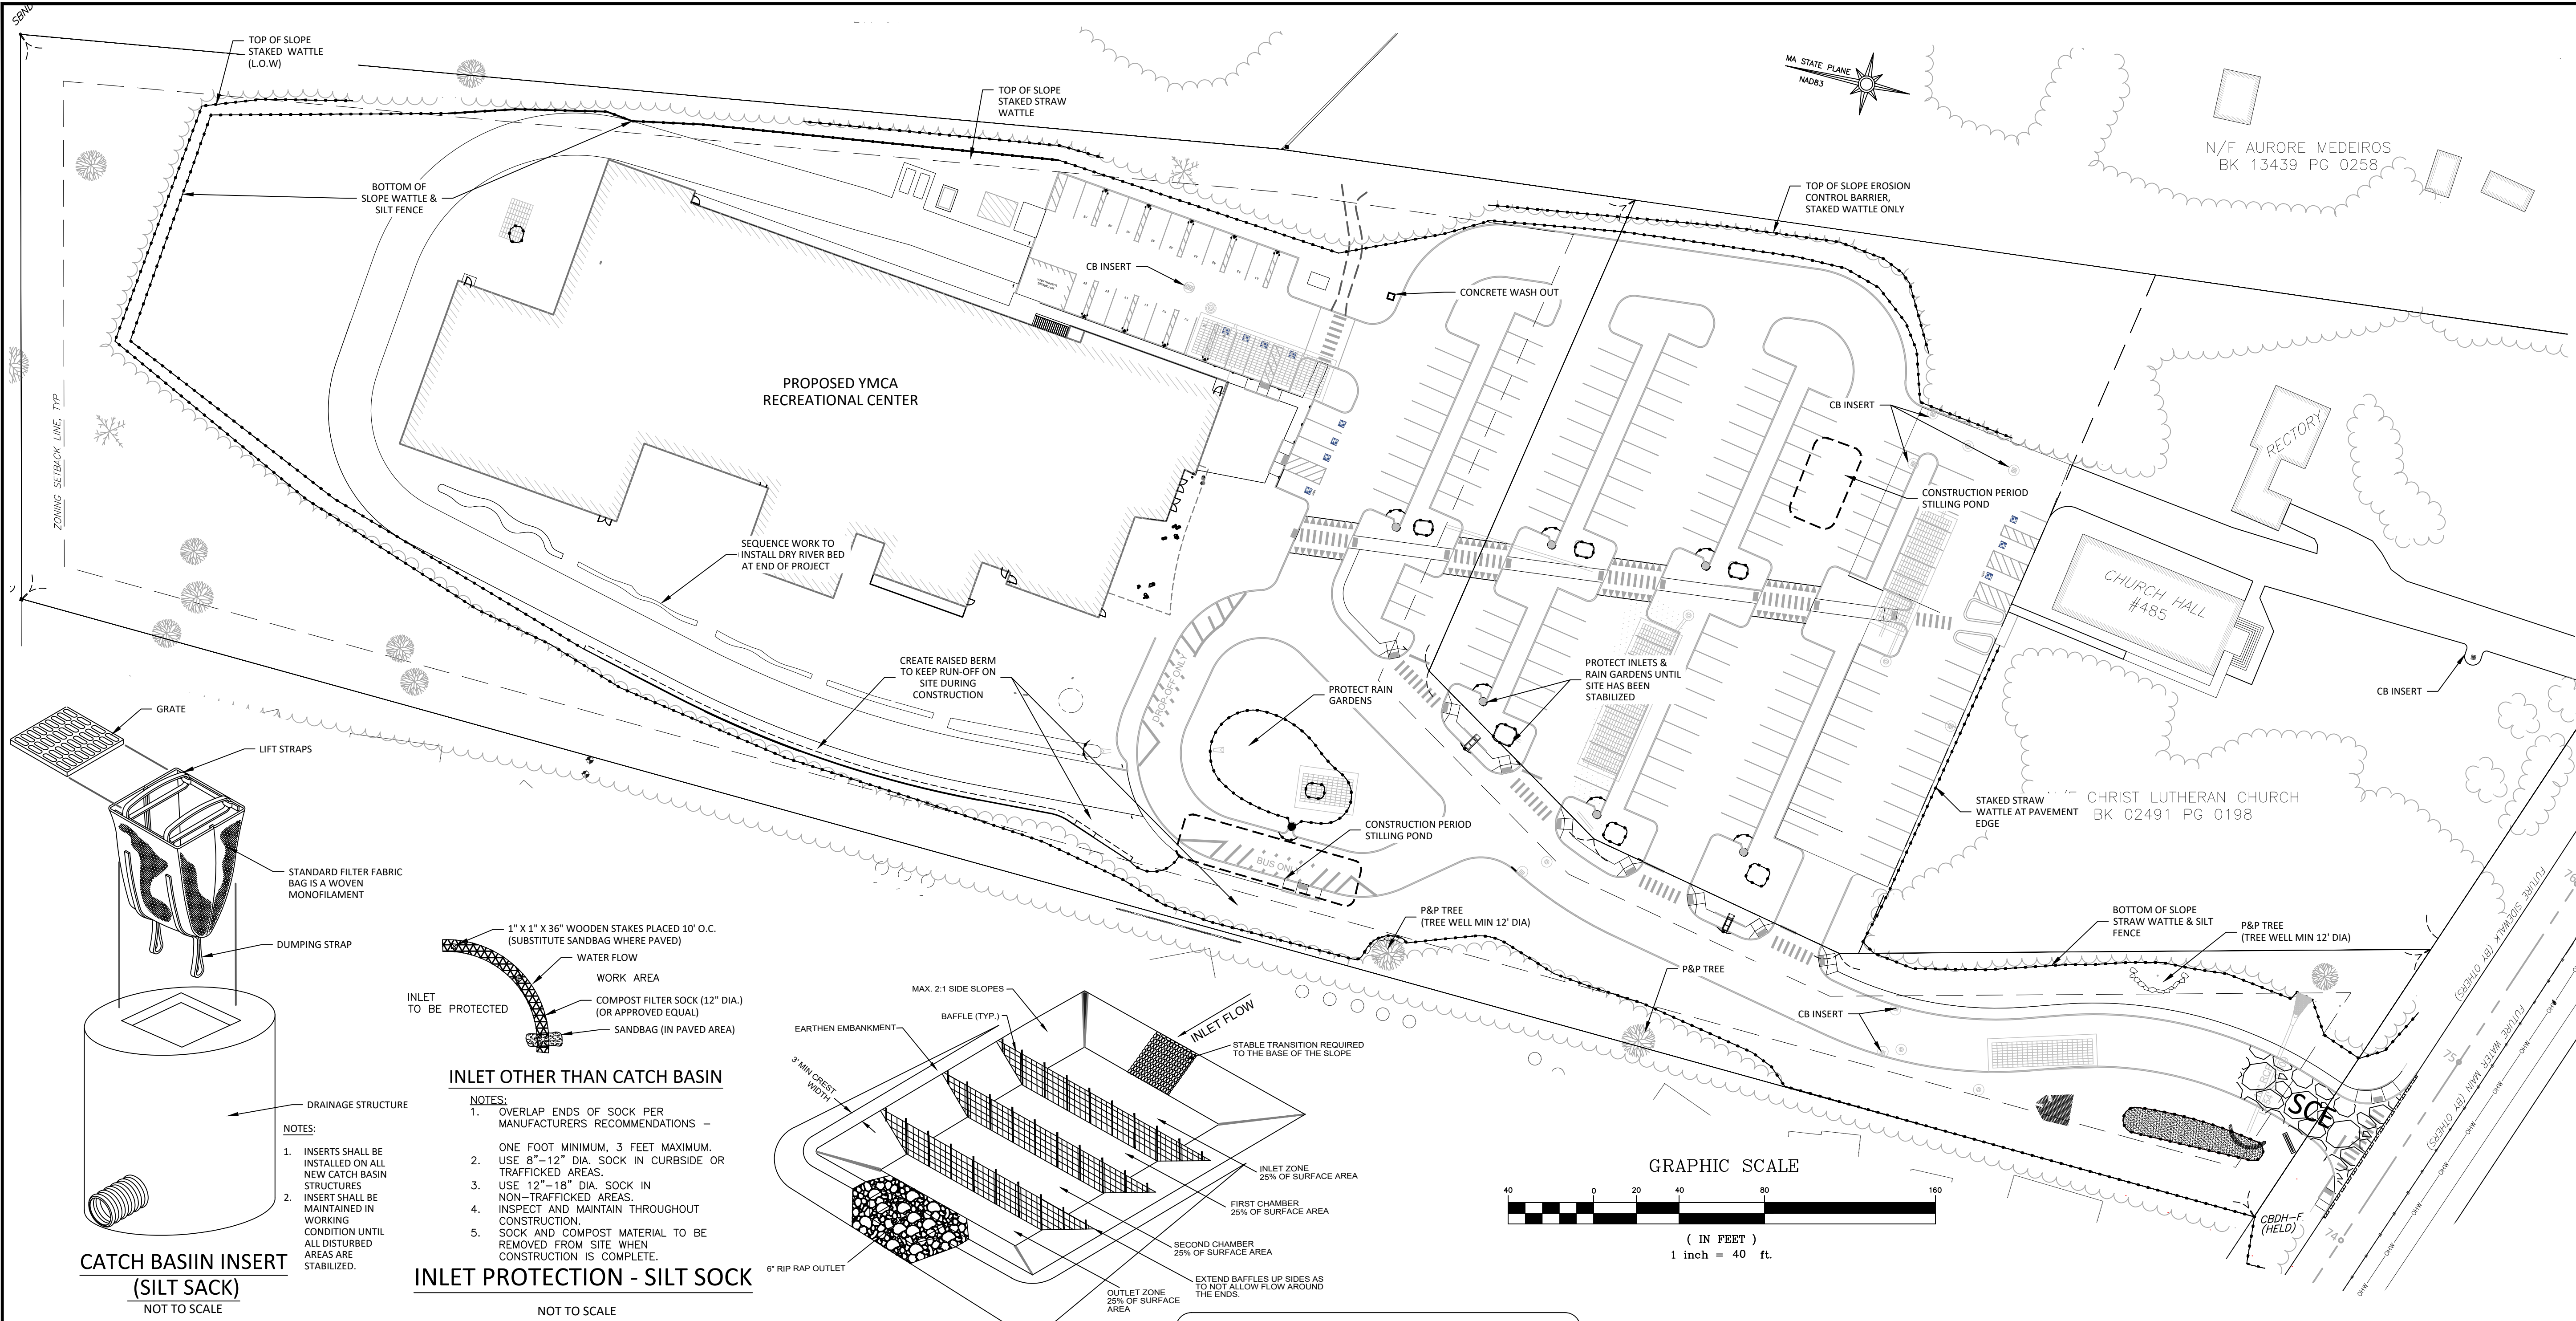 SBND
TOP OF SLOPE
STAKED WATTLE
(L.O.W)
TOP OF SLOPE
STAKED STRAW
WATTLE
MA STATE PLANE
NAD83
N/F AURORE MEDEIROS
BK 13439 PG 0258
BOTTOM OF
SLOPE WATTLE &
SILT FENCE
TOP OF SLOPE EROSION
CONTROL BARRIER,
STAKED WATTLE ONLY
CB INSERT
CONCRETE WASH OUT
PROPOSED YMCA
RECREATIONAL CENTER
ZONING SETBACK LINE, TYP
CB INSERT
RECTORY
CONSTRUCTION PERIOD
STILLING POND
SEQUENCE WORK TO
INSTALL DRY RIVER BED
AT END OF PROJECT
CHURCH HALL
#485
CREATE RAISED BERM
TO KEEP RUN-OFF ON
SITE DURING
CONSTRUCTION
DROP-OFF ONLY
PROTECT RAIN
GARDENS
PROTECT INLETS &
RAIN GARDENS UNTIL
SITE HAS BEEN
STABILIZED
CB INSERT
CONSTRUCTION PERIOD
STILLING POND
BUS ONLY
STAKED STRAW
WATTLE AT PAVEMENT
EDGE
CHRIST LUTHERAN CHURCH
BK 02491 PG 0198
P&P TREE
(TREE WELL MIN 12' DIA)
BOTTOM OF SLOPE
STRAW WATTLE & SILT
FENCE
P&P TREE
(TREE WELL MIN 12' DIA)
P&P TREE
CB INSERT
FUTURE SIDEWALK (BY OTHERS)
FUTURE WATER MAIN (BY OTHERS)
76
75
74
OHW
OHW
OHW
OHW
OHW
OHW
SCE
CBDH-F
(HELD)
GRATE
LIFT STRAPS
STANDARD FILTER FABRIC
BAG IS A WOVEN
MONOFILAMENT
DUMPING STRAP
DRAINAGE STRUCTURE
NOTES:
1. INSERTS SHALL BE
INSTALLED ON ALL
NEW CATCH BASIN
STRUCTURES
2. INSERT SHALL BE
MAINTAINED IN
WORKING
CONDITION UNTIL
ALL DISTURBED
AREAS ARE
STABILIZED.
CATCH BASIIN INSERT
(SILT SACK)
NOT TO SCALE
1" X 1" X 36" WOODEN STAKES PLACED 10' O.C.
(SUBSTITUTE SANDBAG WHERE PAVED)
WATER FLOW
WORK AREA
INLET
TO BE PROTECTED
COMPOST FILTER SOCK (12" DIA.)
(OR APPROVED EQUAL)
SANDBAG (IN PAVED AREA)
INLET OTHER THAN CATCH BASIN
NOTES:
1. OVERLAP ENDS OF SOCK PER
MANUFACTURERS RECOMMENDATIONS –
ONE FOOT MINIMUM, 3 FEET MAXIMUM.
2. USE 8"–12" DIA. SOCK IN CURBSIDE OR
TRAFFICKED AREAS.
3. USE 12"–18" DIA. SOCK IN
NON–TRAFFICKED AREAS.
4. INSPECT AND MAINTAIN THROUGHOUT
CONSTRUCTION.
5. SOCK AND COMPOST MATERIAL TO BE
REMOVED FROM SITE WHEN
CONSTRUCTION IS COMPLETE.
INLET PROTECTION - SILT SOCK
NOT TO SCALE
MAX. 2:1 SIDE SLOPES
BAFFLE (TYP.)
EARTHEN EMBANKMENT
3' MIN CREST
WIDTH
INLET FLOW
STABLE TRANSITION REQUIRED
TO THE BASE OF THE SLOPE
INLET ZONE
25% OF SURFACE AREA
FIRST CHAMBER
25% OF SURFACE AREA
SECOND CHAMBER
25% OF SURFACE AREA
6" RIP RAP OUTLET
EXTEND BAFFLES UP SIDES AS
TO NOT ALLOW FLOW AROUND
THE ENDS.
OUTLET ZONE
25% OF SURFACE
AREA
GRAPHIC SCALE
40 0 20 40 80 160
( IN FEET )
1 inch = 40 ft.